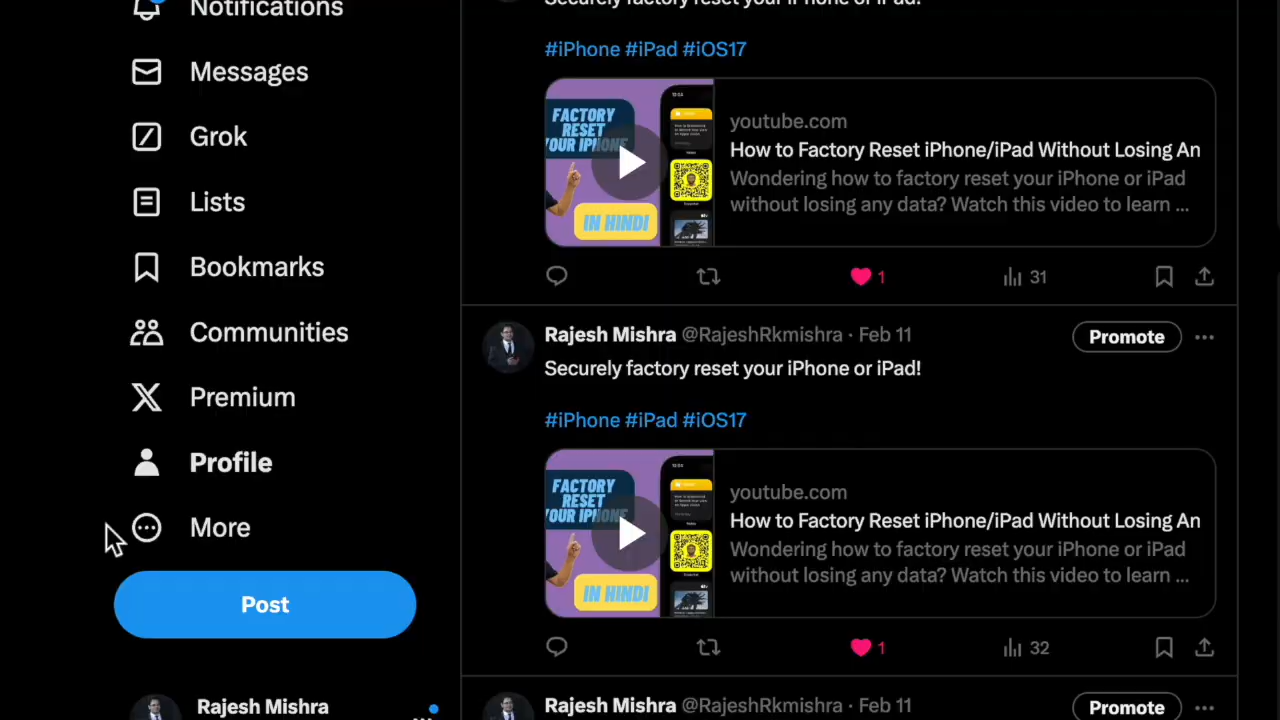 Notifications
Messages
Grok
Lists
Bookmarks
Communities
Premium
Profile
More
Post
Rajesh Mishra
Securely factory reset your iPhone or iPad!
#iPhone #iPad #iOS17
FACTORY
RESET
YOUR IPHONE
IN HINDI
youtube.com
How to Factory Reset iPhone/iPad Without Losing An
Wondering how to factory reset your iPhone or iPad
without losing any data? Watch this video to learn ...
1
31
Rajesh Mishra @RajeshRkmishra · Feb 11
Promote
Securely factory reset your iPhone or iPad!
#iPhone #iPad #iOS17
FACTORY
RESET
YOUR IPHONE
IN HINDI
youtube.com
How to Factory Reset iPhone/iPad Without Losing An
Wondering how to factory reset your iPhone or iPad
without losing any data? Watch this video to learn ...
1
32
Rajesh Mishra @RajeshRkmishra · Feb 11
Promote